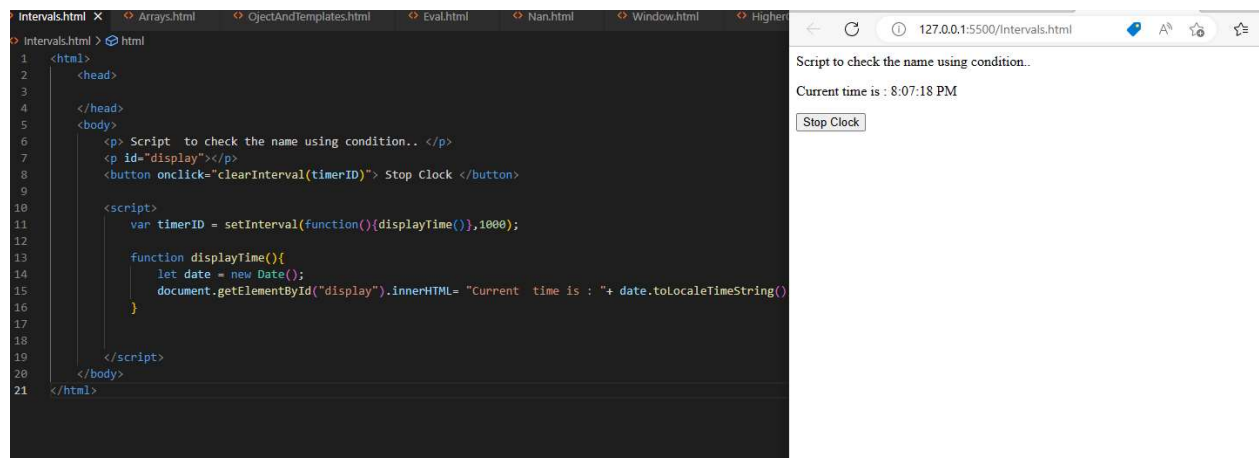 Intervals.html X Arrays.html OjectAndTemplates.html Eval.html Nan.html Window.html
Intervals.html > html
1 <html>
2 <head>
3
4 </head>
5 <body>
6 <p> Script  to check the name using condition.. </p>
7 <p id="display"></p>
8 <button onclick="clearInterval(timerID)"> Stop Clock </button>
9
10 <script>
11 var timerID = setInterval(function(){displayTime()},1000);
12
13 function displayTime(){
14 let date = new Date();
15 document.getElementById("display").innerHTML= "Current  time is : "+ date.toLocaleTimeString()
16 }
17
18
19 </script>
20 </body>
21 </html>
127.0.0.1:5500/Intervals.html
Script to check the name using condition..
Current time is : 8:07:18 PM
Stop Clock